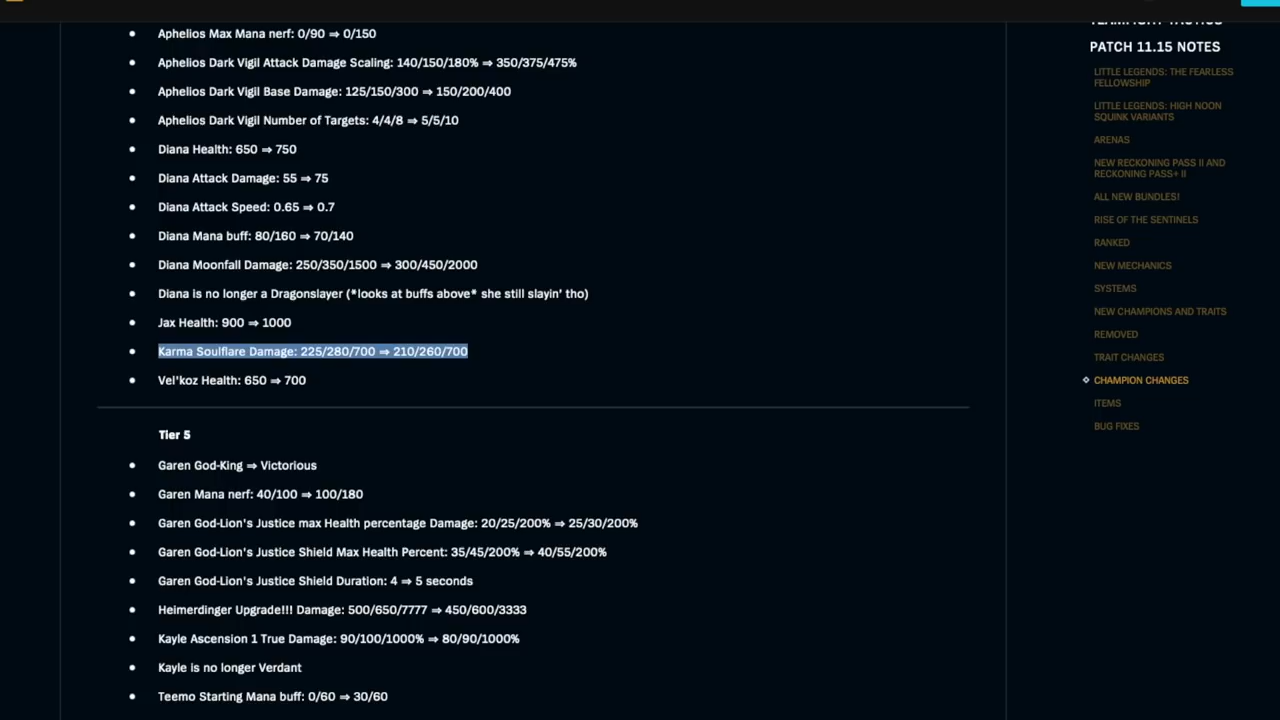 Aphelios Max Mana nerf: 0/90 ⇒ 0/150
Aphelios Dark Vigil Attack Damage Scaling: 140/150/180% ⇒ 350/375/475%
Aphelios Dark Vigil Base Damage: 125/150/300 ⇒ 150/200/400
Aphelios Dark Vigil Number of Targets: 4/4/8 ⇒ 5/5/10
Diana Health: 650 ⇒ 750
Diana Attack Damage: 55 ⇒ 75
Diana Attack Speed: 0.65 ⇒ 0.7
Diana Mana buff: 80/160 ⇒ 70/140
Diana Moonfall Damage: 250/350/1500 ⇒ 300/450/2000
Diana is no longer a Dragonslayer (*looks at buffs above* she still slayin' tho)
Jax Health: 900 ⇒ 1000
Karma Soulflare Damage: 225/280/700 ⇒ 210/260/700
Vel'koz Health: 650 ⇒ 700
Tier 5
Garen God-King ⇒ Victorious
Garen Mana nerf: 40/100 ⇒ 100/180
Garen God-Lion's Justice max Health percentage Damage: 20/25/200% ⇒ 25/30/200%
Garen God-Lion's Justice Shield Max Health Percent: 35/45/200% ⇒ 40/55/200%
Garen God-Lion's Justice Shield Duration: 4 ⇒ 5 seconds
Heimerdinger Upgrade!!! Damage: 500/650/7777 ⇒ 450/600/3333
Kayle Ascension 1 True Damage: 90/100/1000% ⇒ 80/90/1000%
Kayle is no longer Verdant
Teemo Starting Mana buff: 0/60 ⇒ 30/60
TEAMFIGHT TACTICS
PATCH 11.15 NOTES
LITTLE LEGENDS: THE FEARLESS
FELLOWSHIP
LITTLE LEGENDS: HIGH NOON
SQUINK VARIANTS
ARENAS
NEW RECKONING PASS II AND
RECKONING PASS+ II
ALL NEW BUNDLES!
RISE OF THE SENTINELS
RANKED
NEW MECHANICS
SYSTEMS
NEW CHAMPIONS AND TRAITS
REMOVED
TRAIT CHANGES
CHAMPION CHANGES
ITEMS
BUG FIXES